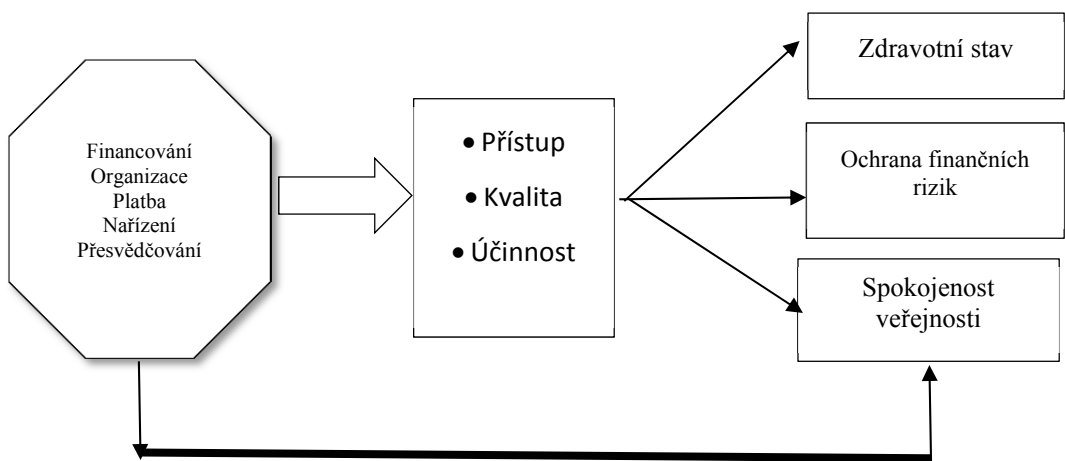 Financování
Organizace
Platba
Nařízení
Přesvědčování
• Přístup
• Kvalita
• Účinnost
Zdravotní stav
Ochrana finančních
rizik
Spokojenost
veřejnosti